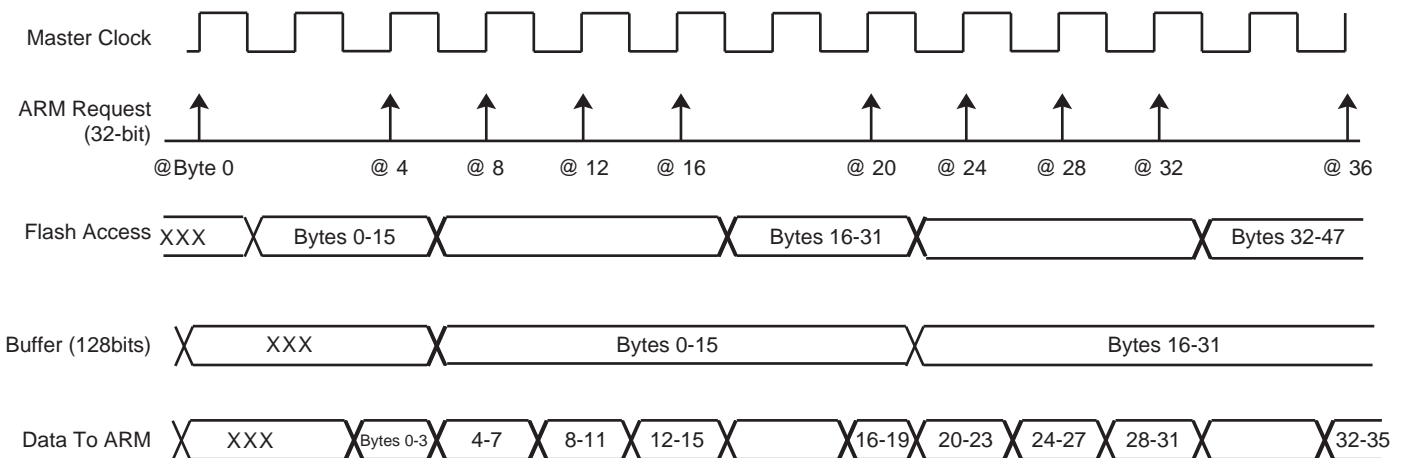 Master Clock
ARM Request
(32-bit)
@Byte 0 @ 4 @ 8 @ 12 @ 16 @ 20 @ 24 @ 28 @ 32 @ 36
Flash Access XXX Bytes 0-15 Bytes 16-31 Bytes 32-47
Buffer (128bits) XXX Bytes 0-15 Bytes 16-31
Data To ARM XXX Bytes 0-3 4-7 8-11 12-15 16-19 20-23 24-27 28-31 32-35